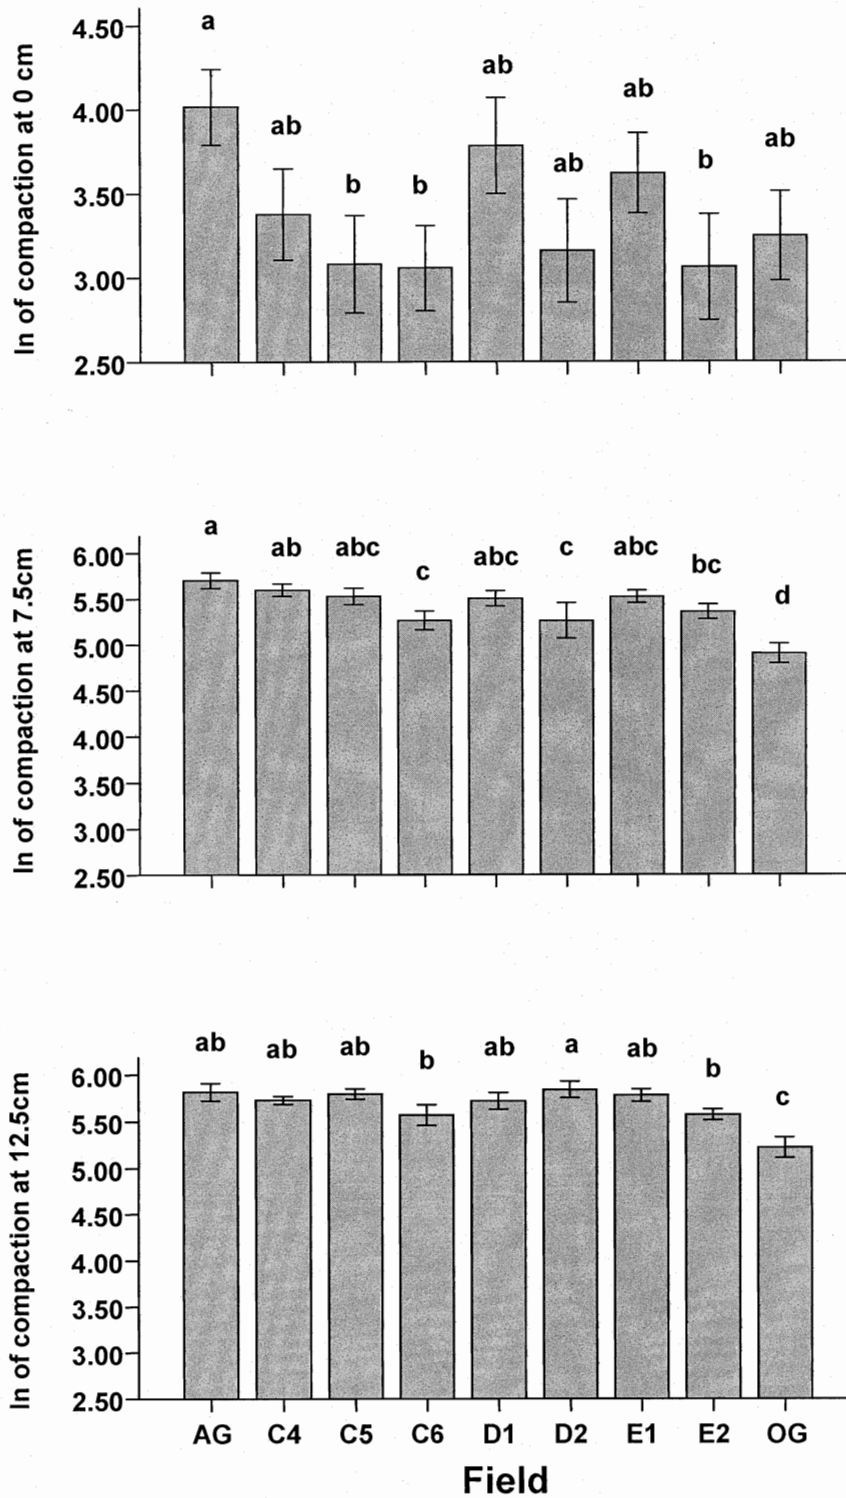 ln of compaction at 0 cm
4.50
4.00
3.50
3.00
2.50
a
ab
b
b
ab
ab
ab
b
ab
ln of compaction at 7.5cm
6.00
5.50
5.00
4.50
4.00
3.50
3.00
2.50
a
ab
abc
c
abc
c
abc
bc
d
ln of compaction at 12.5cm
6.00
5.50
5.00
4.50
4.00
3.50
3.00
2.50
ab
ab
ab
b
ab
a
ab
b
c
AG C4 C5 C6 D1 D2 E1 E2 OG
Field